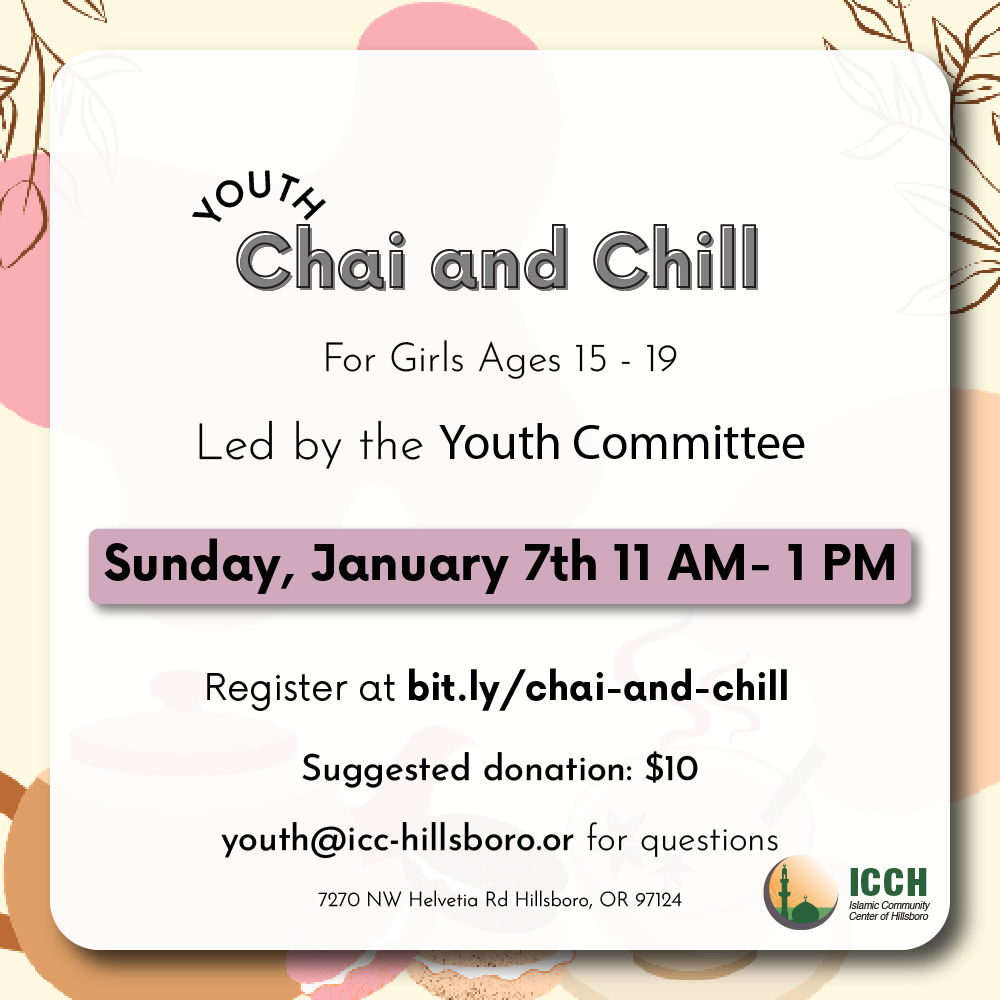 YOUTH
Chai and Chill
For Girls Ages 15 - 19
Led by the Youth Committee
Sunday, January 7th 11 AM- 1 PM
Register at bit.ly/chai-and-chill
Suggested donation: $10
youth@icc-hillsboro.or for questions
7270 NW Helvetia Rd Hillsboro, OR 97124
ICCH
Islamic Community
Center of Hillsboro